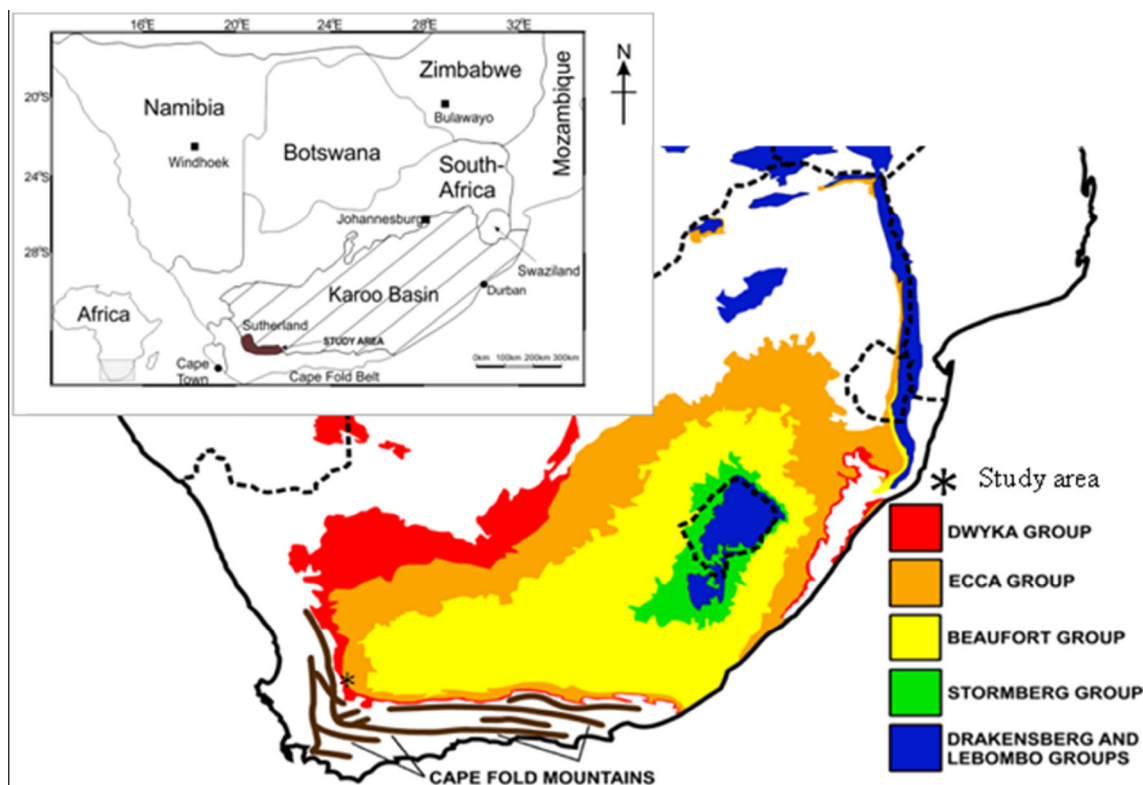 16°E 20°E 24°E 28°E 32°E
N
Zimbabwe
Mozambique
20°S
Namibia
Bulawayo
Windhoek
Botswana
South-
Africa
24°S
Johannesburg
28°S
Swaziland
Karoo Basin
Durban
Africa
Sutherland
STUDY AREA
Cape
Town
0km 100km 200km 300km
Cape Fold Belt
* Study area
DWYKA GROUP
ECCA GROUP
BEAUFORT GROUP
STORMBERG GROUP
DRAKENSBERG AND
LEBOMBO GROUPS
*
CAPE FOLD MOUNTAINS